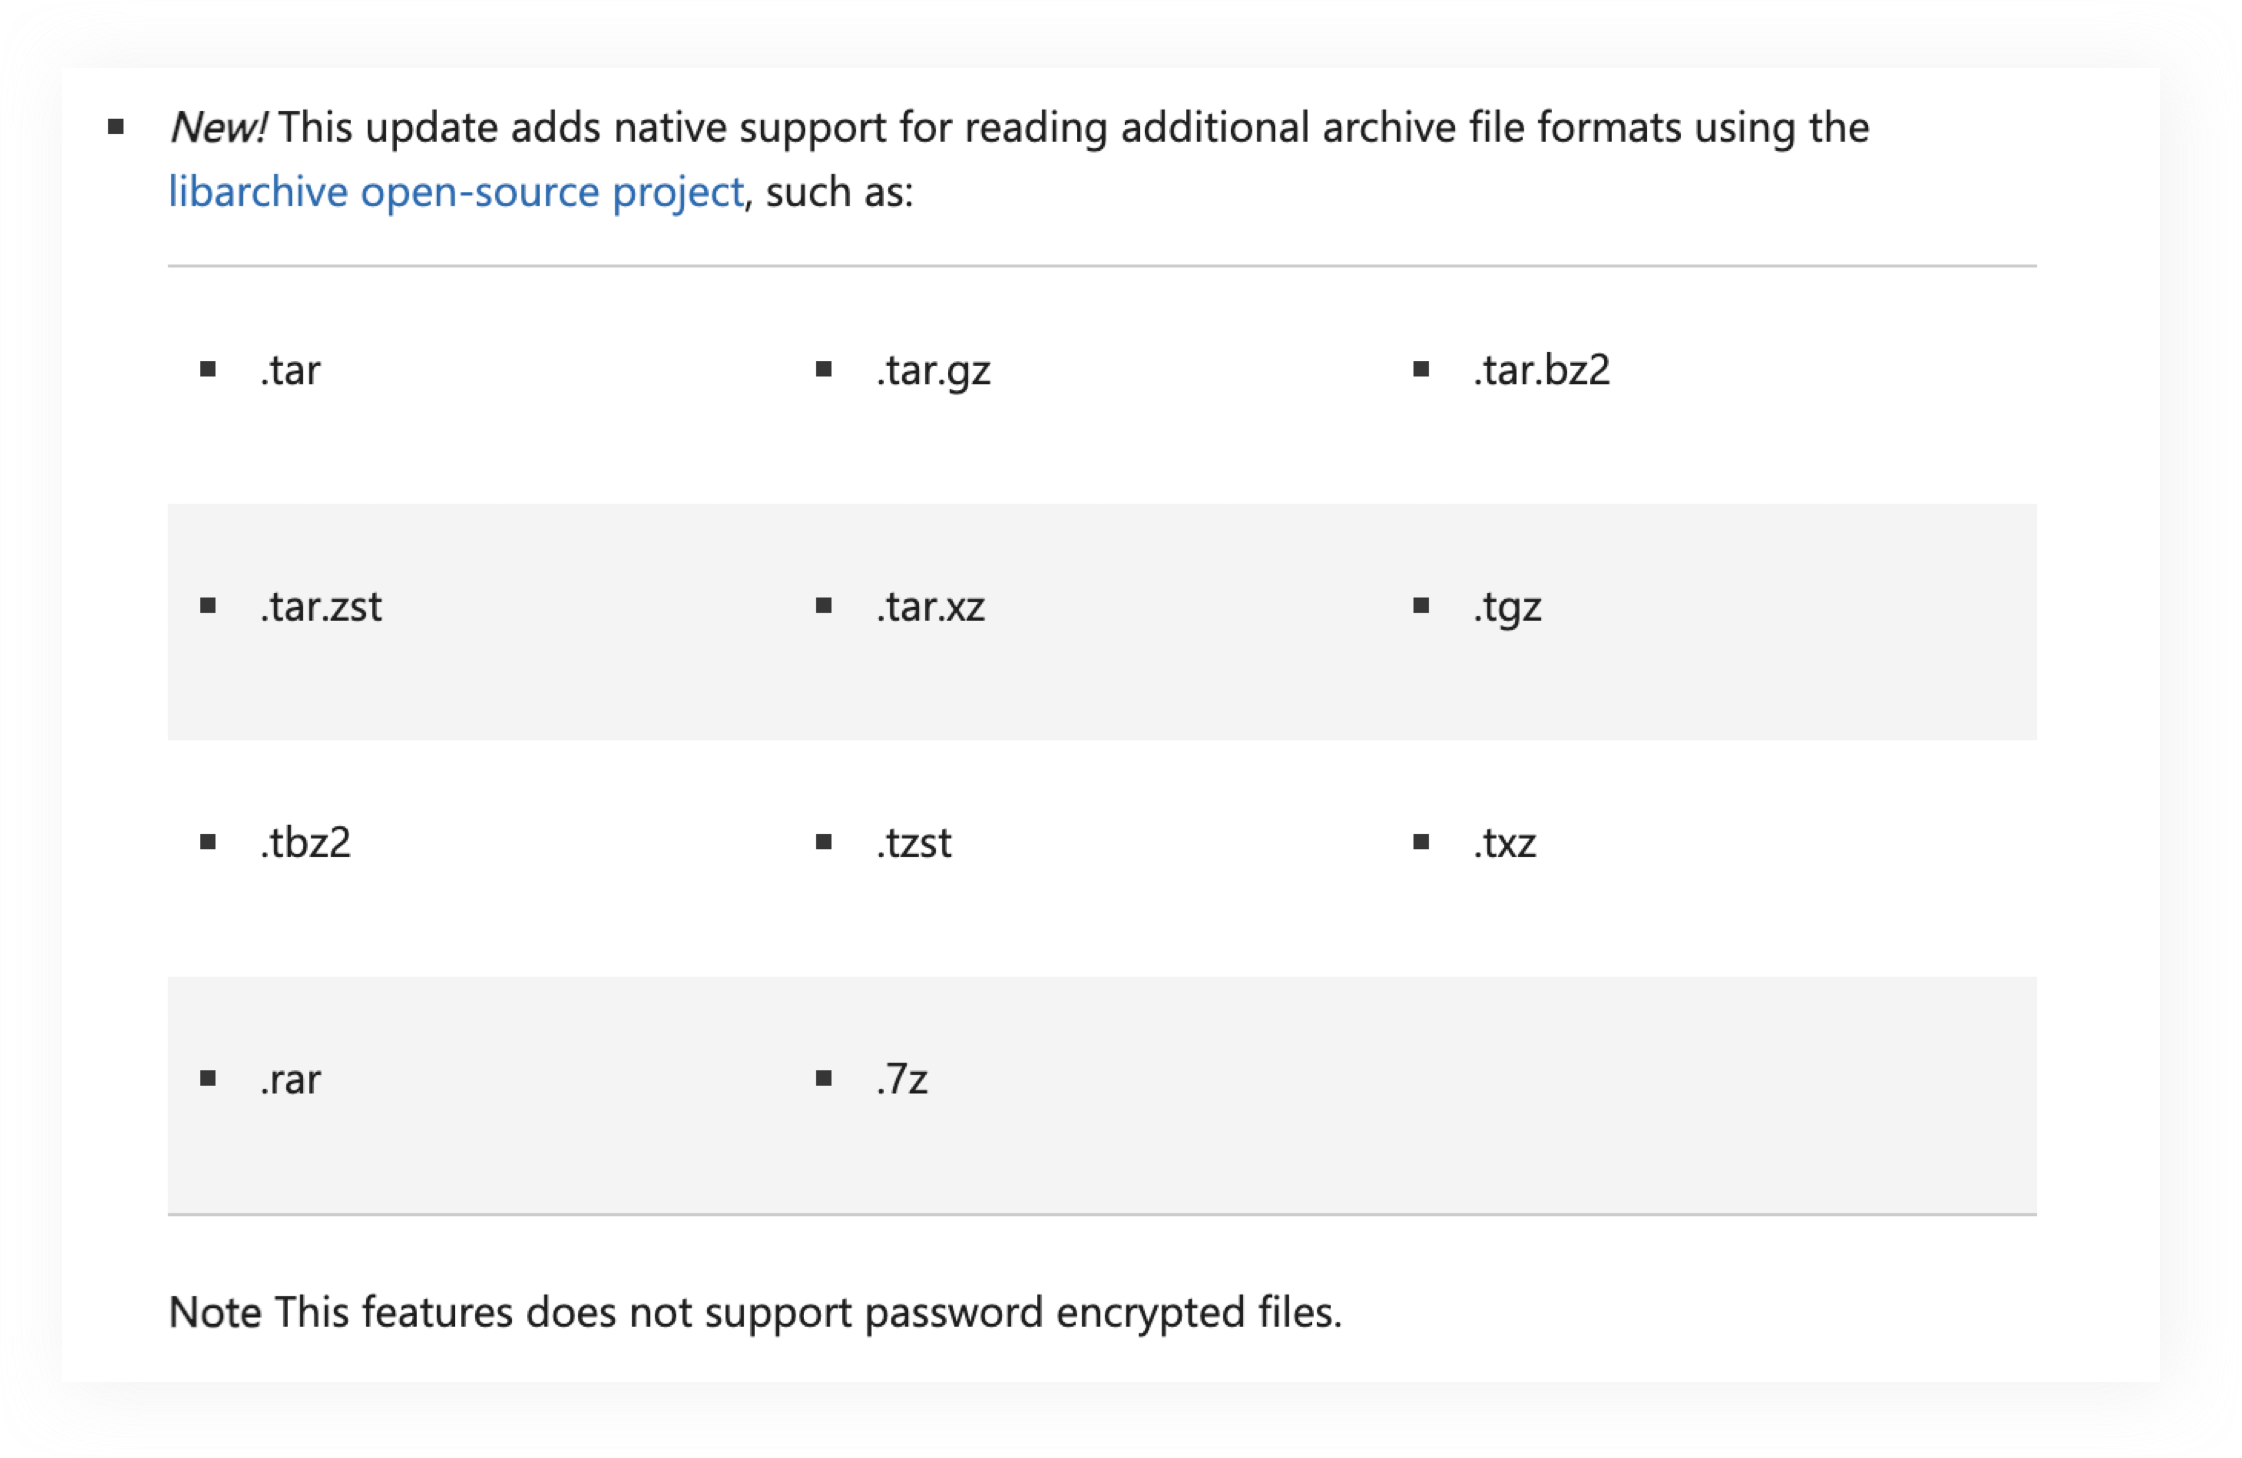 New! This update adds native support for reading additional archive file formats using the
libarchive open-source project, such as:
.tar
.tar.gz
.tar.bz2
.tar.zst
.tar.xz
.tgz
.tbz2
.tzst
.txz
.rar
.7z
Note This features does not support password encrypted files.